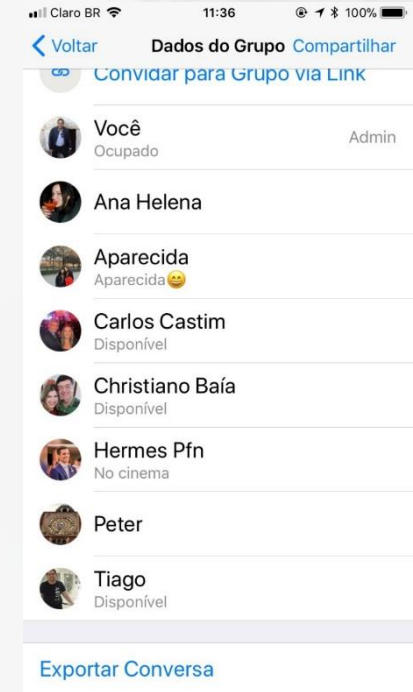 Claro BR 11:36 100%
Voltar Dados do Grupo Compartilhar
Convidar para Grupo via Link
Você
Ocupado
Admin
Ana Helena
Aparecida
Aparecida😄
Carlos Castim
Disponível
Christiano Baía
Disponível
Hermes Pfn
No cinema
Peter
Tiago
Disponível
Exportar Conversa